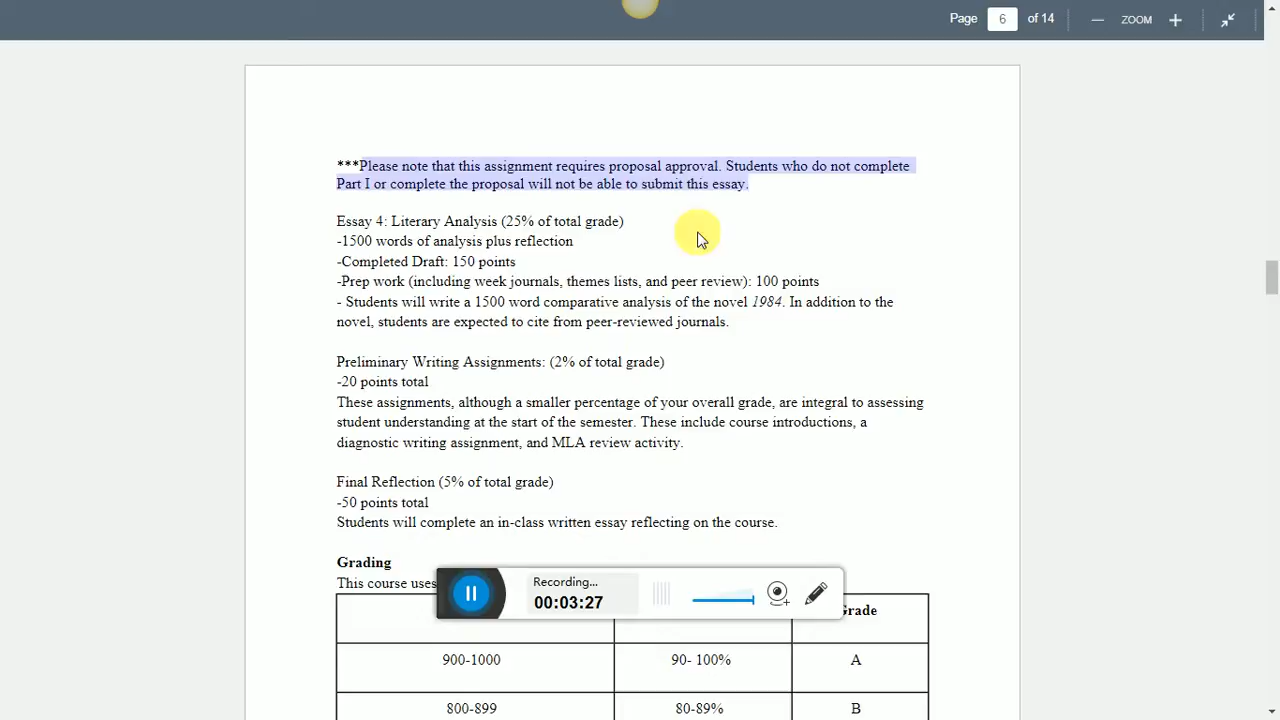 Page 6 of 14 ZOOM
***Please note that this assignment requires proposal approval. Students who do not complete
Part I or complete the proposal will not be able to submit this essay.
Essay 4: Literary Analysis (25% of total grade)
-1500 words of analysis plus reflection
-Completed Draft: 150 points
-Prep work (including week journals, themes lists, and peer review): 100 points
- Students will write a 1500 word comparative analysis of the novel 1984. In addition to the
novel, students are expected to cite from peer-reviewed journals.
Preliminary Writing Assignments: (2% of total grade)
-20 points total
These assignments, although a smaller percentage of your overall grade, are integral to assessing
student understanding at the start of the semester. These include course introductions, a
diagnostic writing assignment, and MLA review activity.
Final Reflection (5% of total grade)
-50 points total
Students will complete an in-class written essay reflecting on the course.
Grading
This course uses
Recording...
00:03:27
Grade
900-1000 90- 100% A
800-899 80-89% B